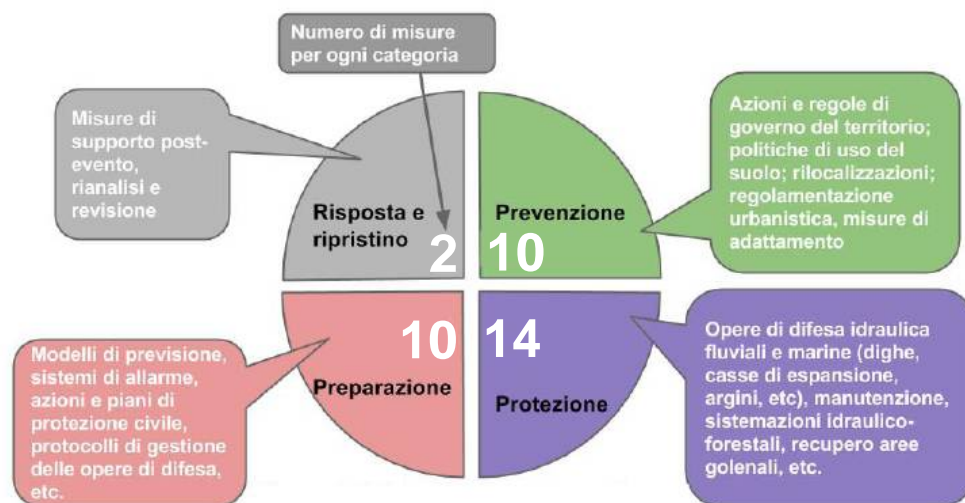 Numero di misure
per ogni categoria
Misure di
supporto post-
evento,
rianalisi e
revisione
Risposta e
ripristino
2
Prevenzione
10
Azioni e regole di
governo del territorio;
politiche di uso del
suolo; rilocalizzazioni;
regolamentazione
urbanistica, misure di
adattamento
Modelli di previsione,
sistemi di allarme,
azioni e piani di
protezione civile,
protocolli di gestione
delle opere di difesa,
etc.
10
Preparazione
14
Protezione
Opere di difesa idraulica
fluviali e marine (dighe,
casse di espansione,
argini, etc), manutenzione,
sistemazioni idraulico-
forestali, recupero aree
golenali, etc.